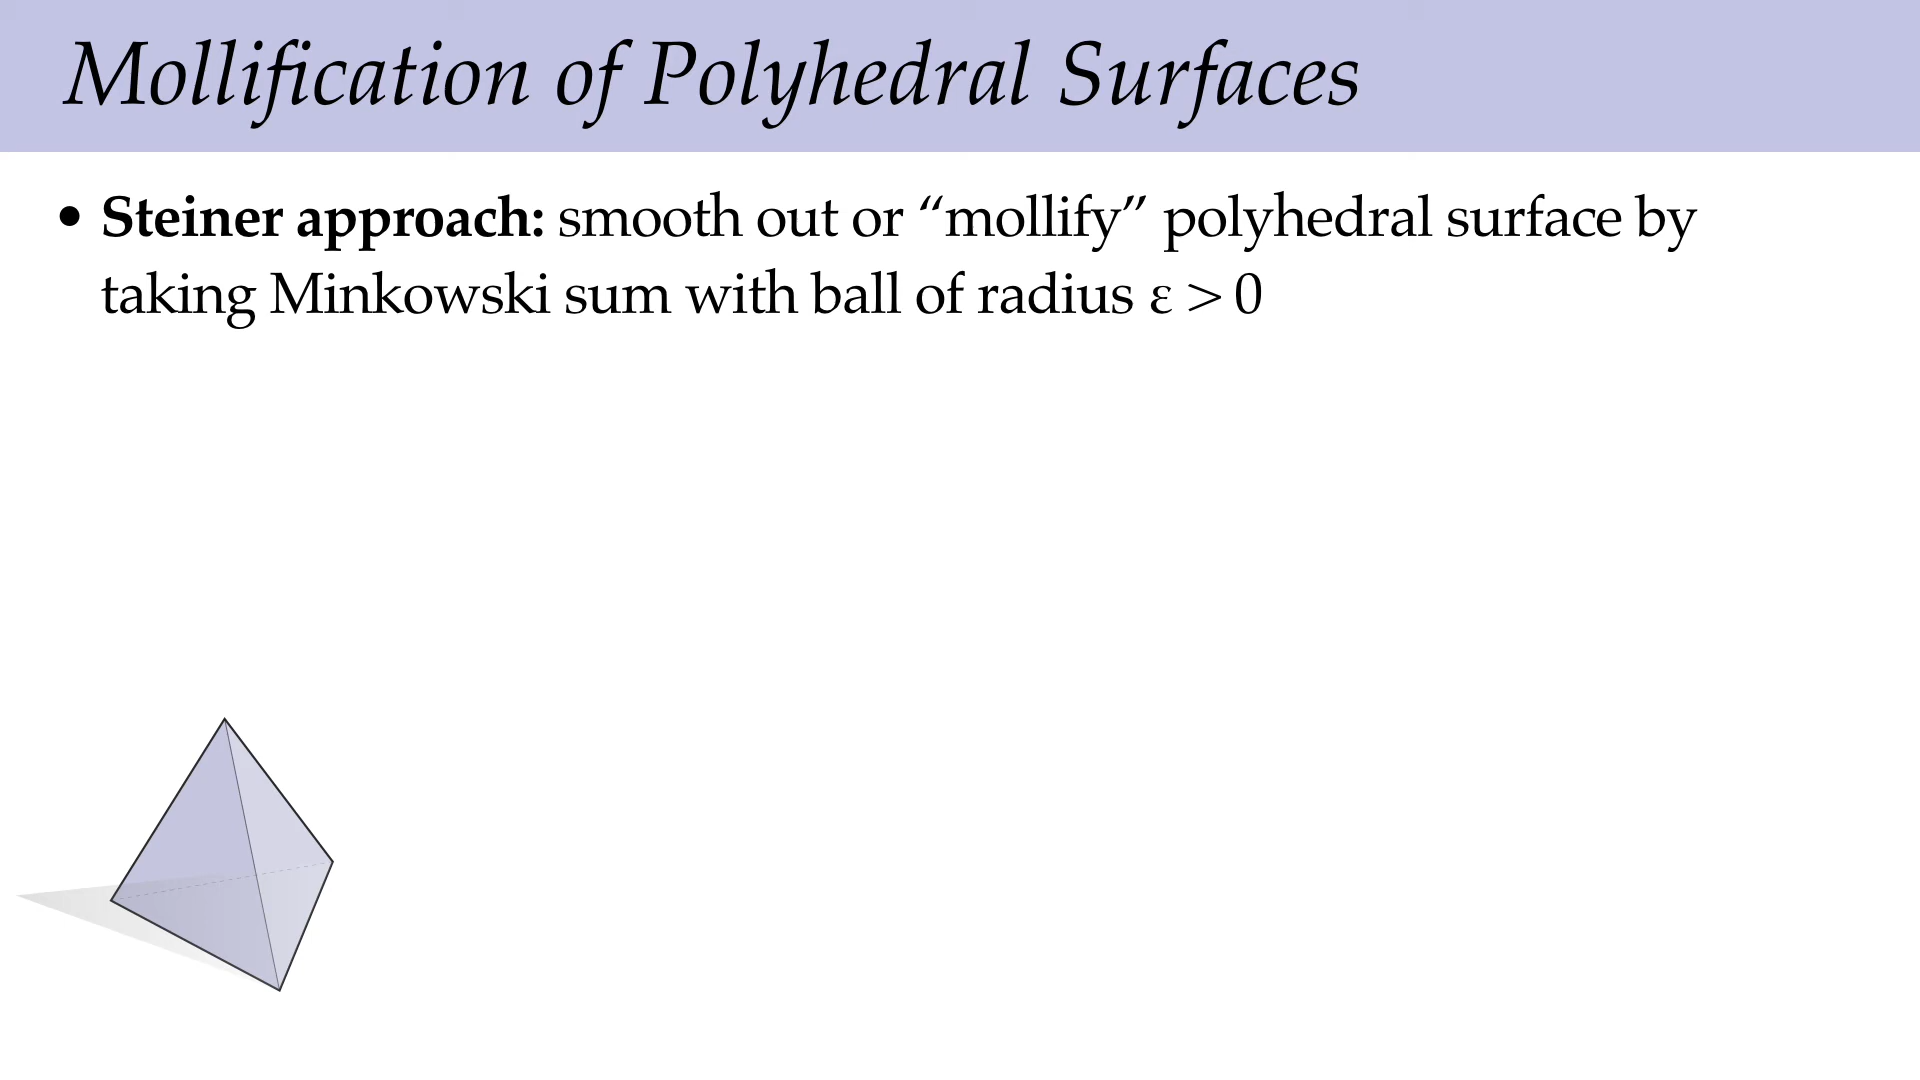 Mollification of Polyhedral Surfaces
• Steiner approach: smooth out or “mollify” polyhedral surface by
taking Minkowski sum with ball of radius ε > 0